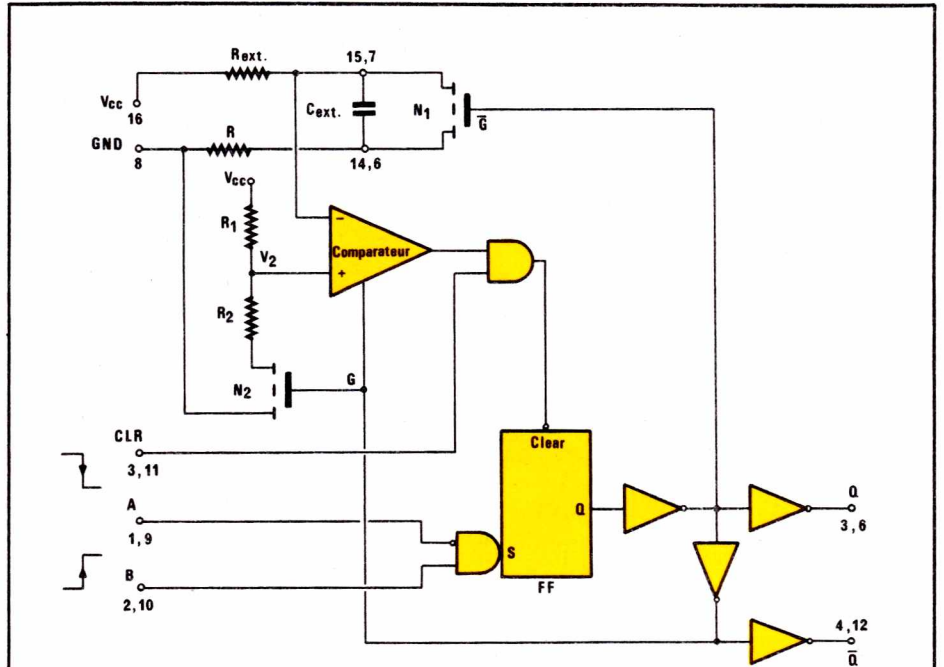 Rext.
15,7
Vcc
16
Cext.
N1
G̅
GND
8
R
14,6
Vcc
R1
V2
R2
−
Comparateur
+
N2
G
CLR
3,11
Clear
A
1,9
Q
Q
3,6
S
B
2,10
FF
4,12
Q̅